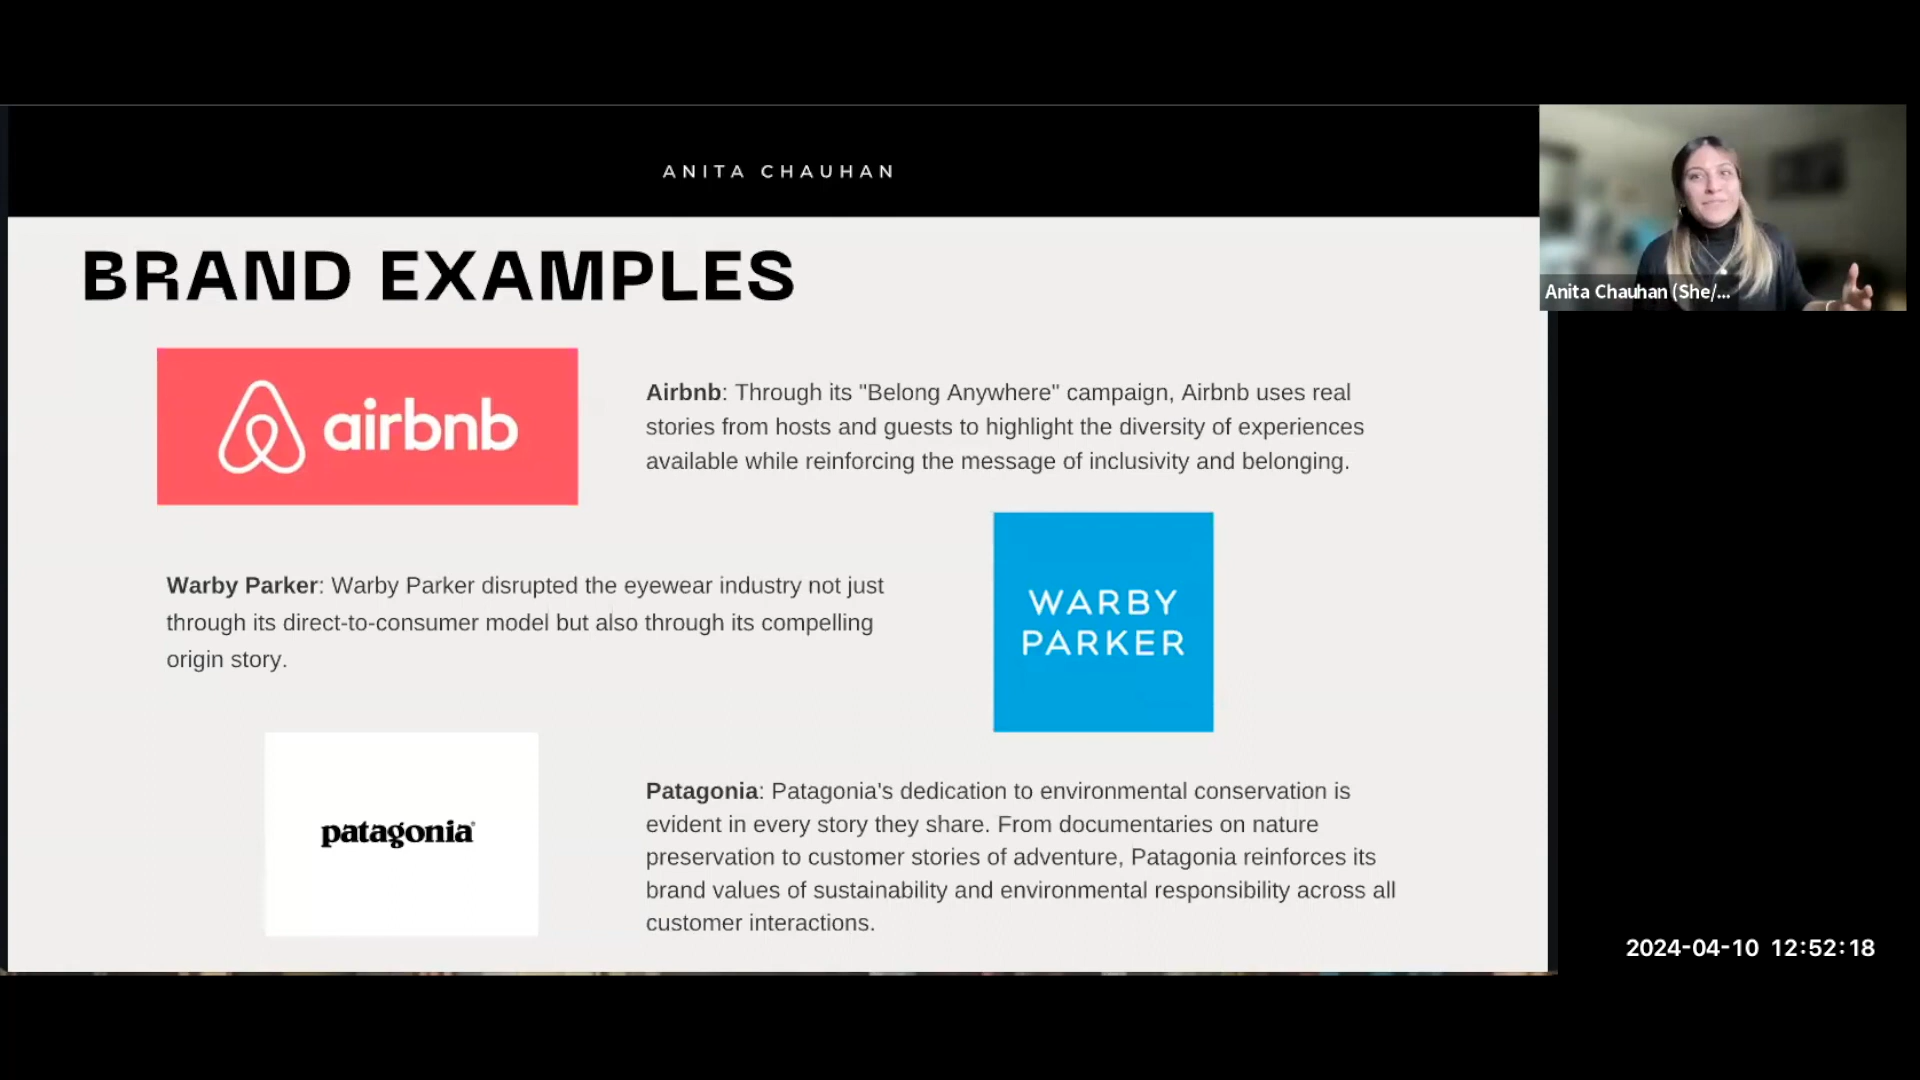 ANITA CHAUHAN
Anita Chauhan (She/...
BRAND EXAMPLES
airbnb
Airbnb: Through its "Belong Anywhere" campaign, Airbnb uses real
stories from hosts and guests to highlight the diversity of experiences
available while reinforcing the message of inclusivity and belonging.
Warby Parker: Warby Parker disrupted the eyewear industry not just
through its direct-to-consumer model but also through its compelling
origin story.
WARBY
PARKER
patagonia
Patagonia: Patagonia's dedication to environmental conservation is
evident in every story they share. From documentaries on nature
preservation to customer stories of adventure, Patagonia reinforces its
brand values of sustainability and environmental responsibility across all
customer interactions.
2024-04-10 12:52:18